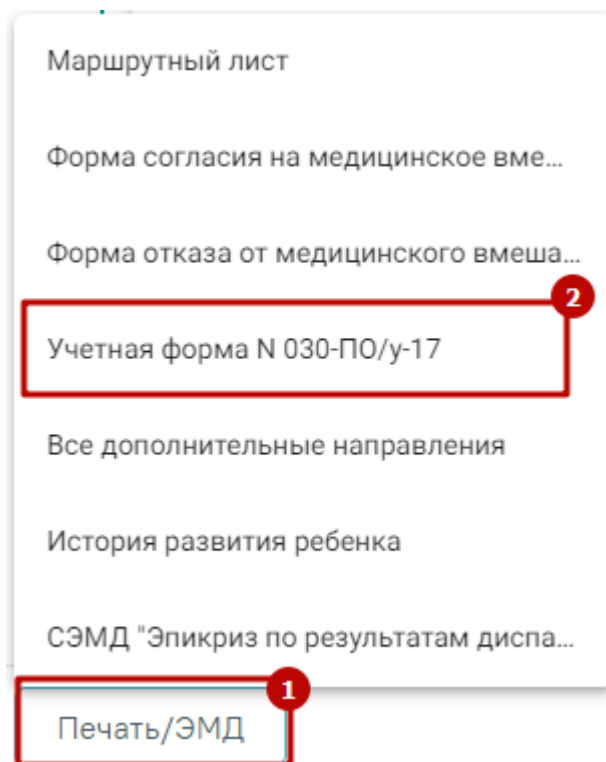 Маршрутный лист
Форма согласия на медицинское вме...
Форма отказа от медицинского вмеша...
2
Учетная форма N 030-ПО/у-17
Все дополнительные направления
История развития ребенка
СЭМД "Эпикриз по результатам диспа...
1
Печать/ЭМД